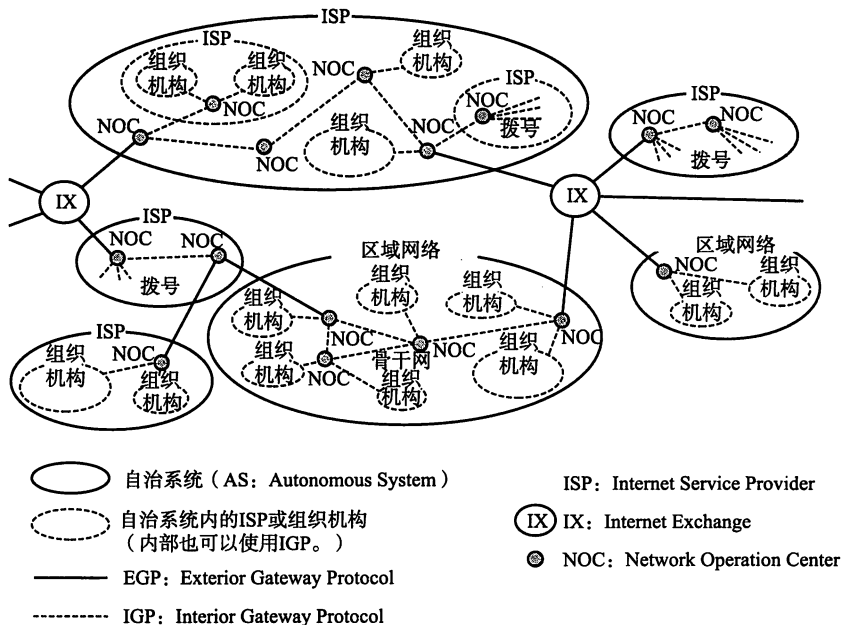 ISP
ISP
组织
机构
组织
机构
NOC
NOC
组织
机构
ISP
NOC
拨号
NOC
NOC
组织
机构
NOC
ISP
NOC
NOC
拨号
IX
IX
ISP
NOC
NOC
拨号
区域网络
组织
机构
组织
机构
组织
机构
NOC
NOC
NOC
骨干网
组织
机构
NOC
组织
机构
组织
机构
区域网络
NOC
组织
机构
组织
机构
ISP
组织
机构
NOC
组织
机构
自治系统（AS：Autonomous System）
自治系统内的ISP或组织机构
（内部也可以使用IGP。）
EGP：Exterior Gateway Protocol
IGP：Interior Gateway Protocol
ISP：Internet Service Provider
IX IX：Internet Exchange
NOC：Network Operation Center